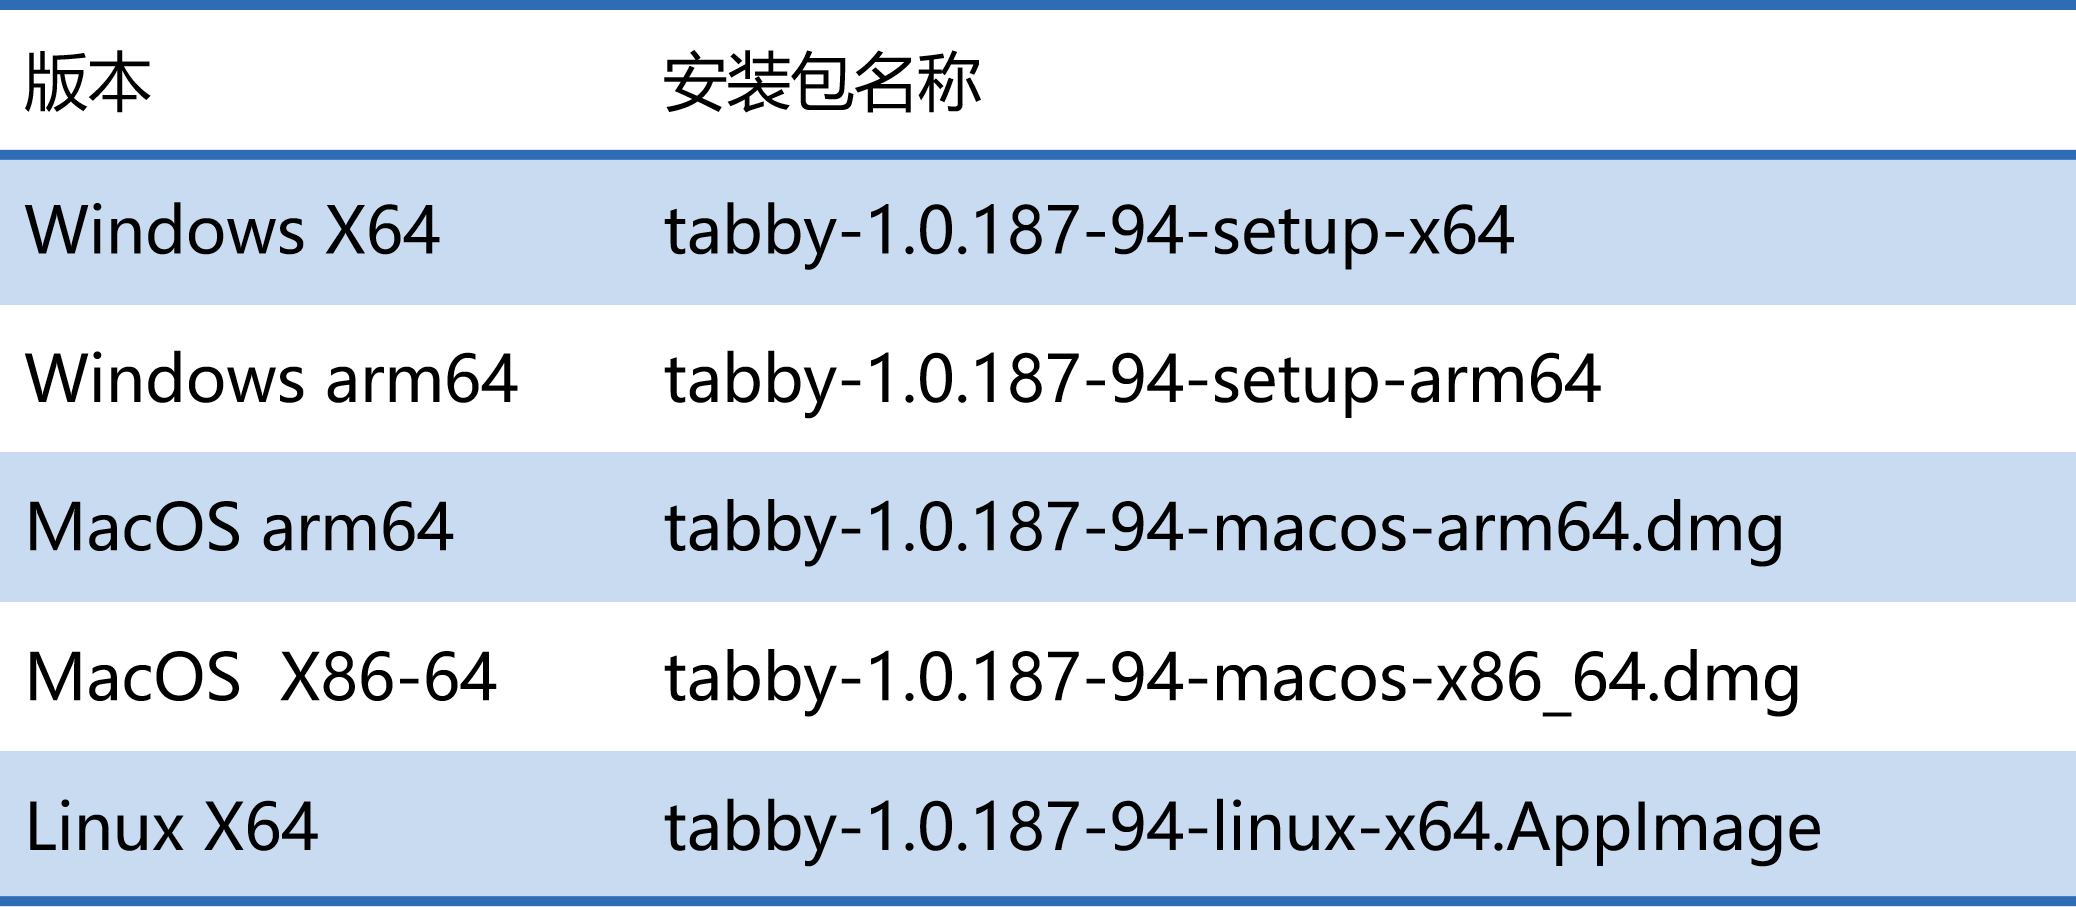 版本 安装包名称
Windows X64 tabby-1.0.187-94-setup-x64
Windows arm64 tabby-1.0.187-94-setup-arm64
MacOS arm64 tabby-1.0.187-94-macos-arm64.dmg
MacOS  X86-64 tabby-1.0.187-94-macos-x86_64.dmg
Linux X64 tabby-1.0.187-94-linux-x64.AppImage